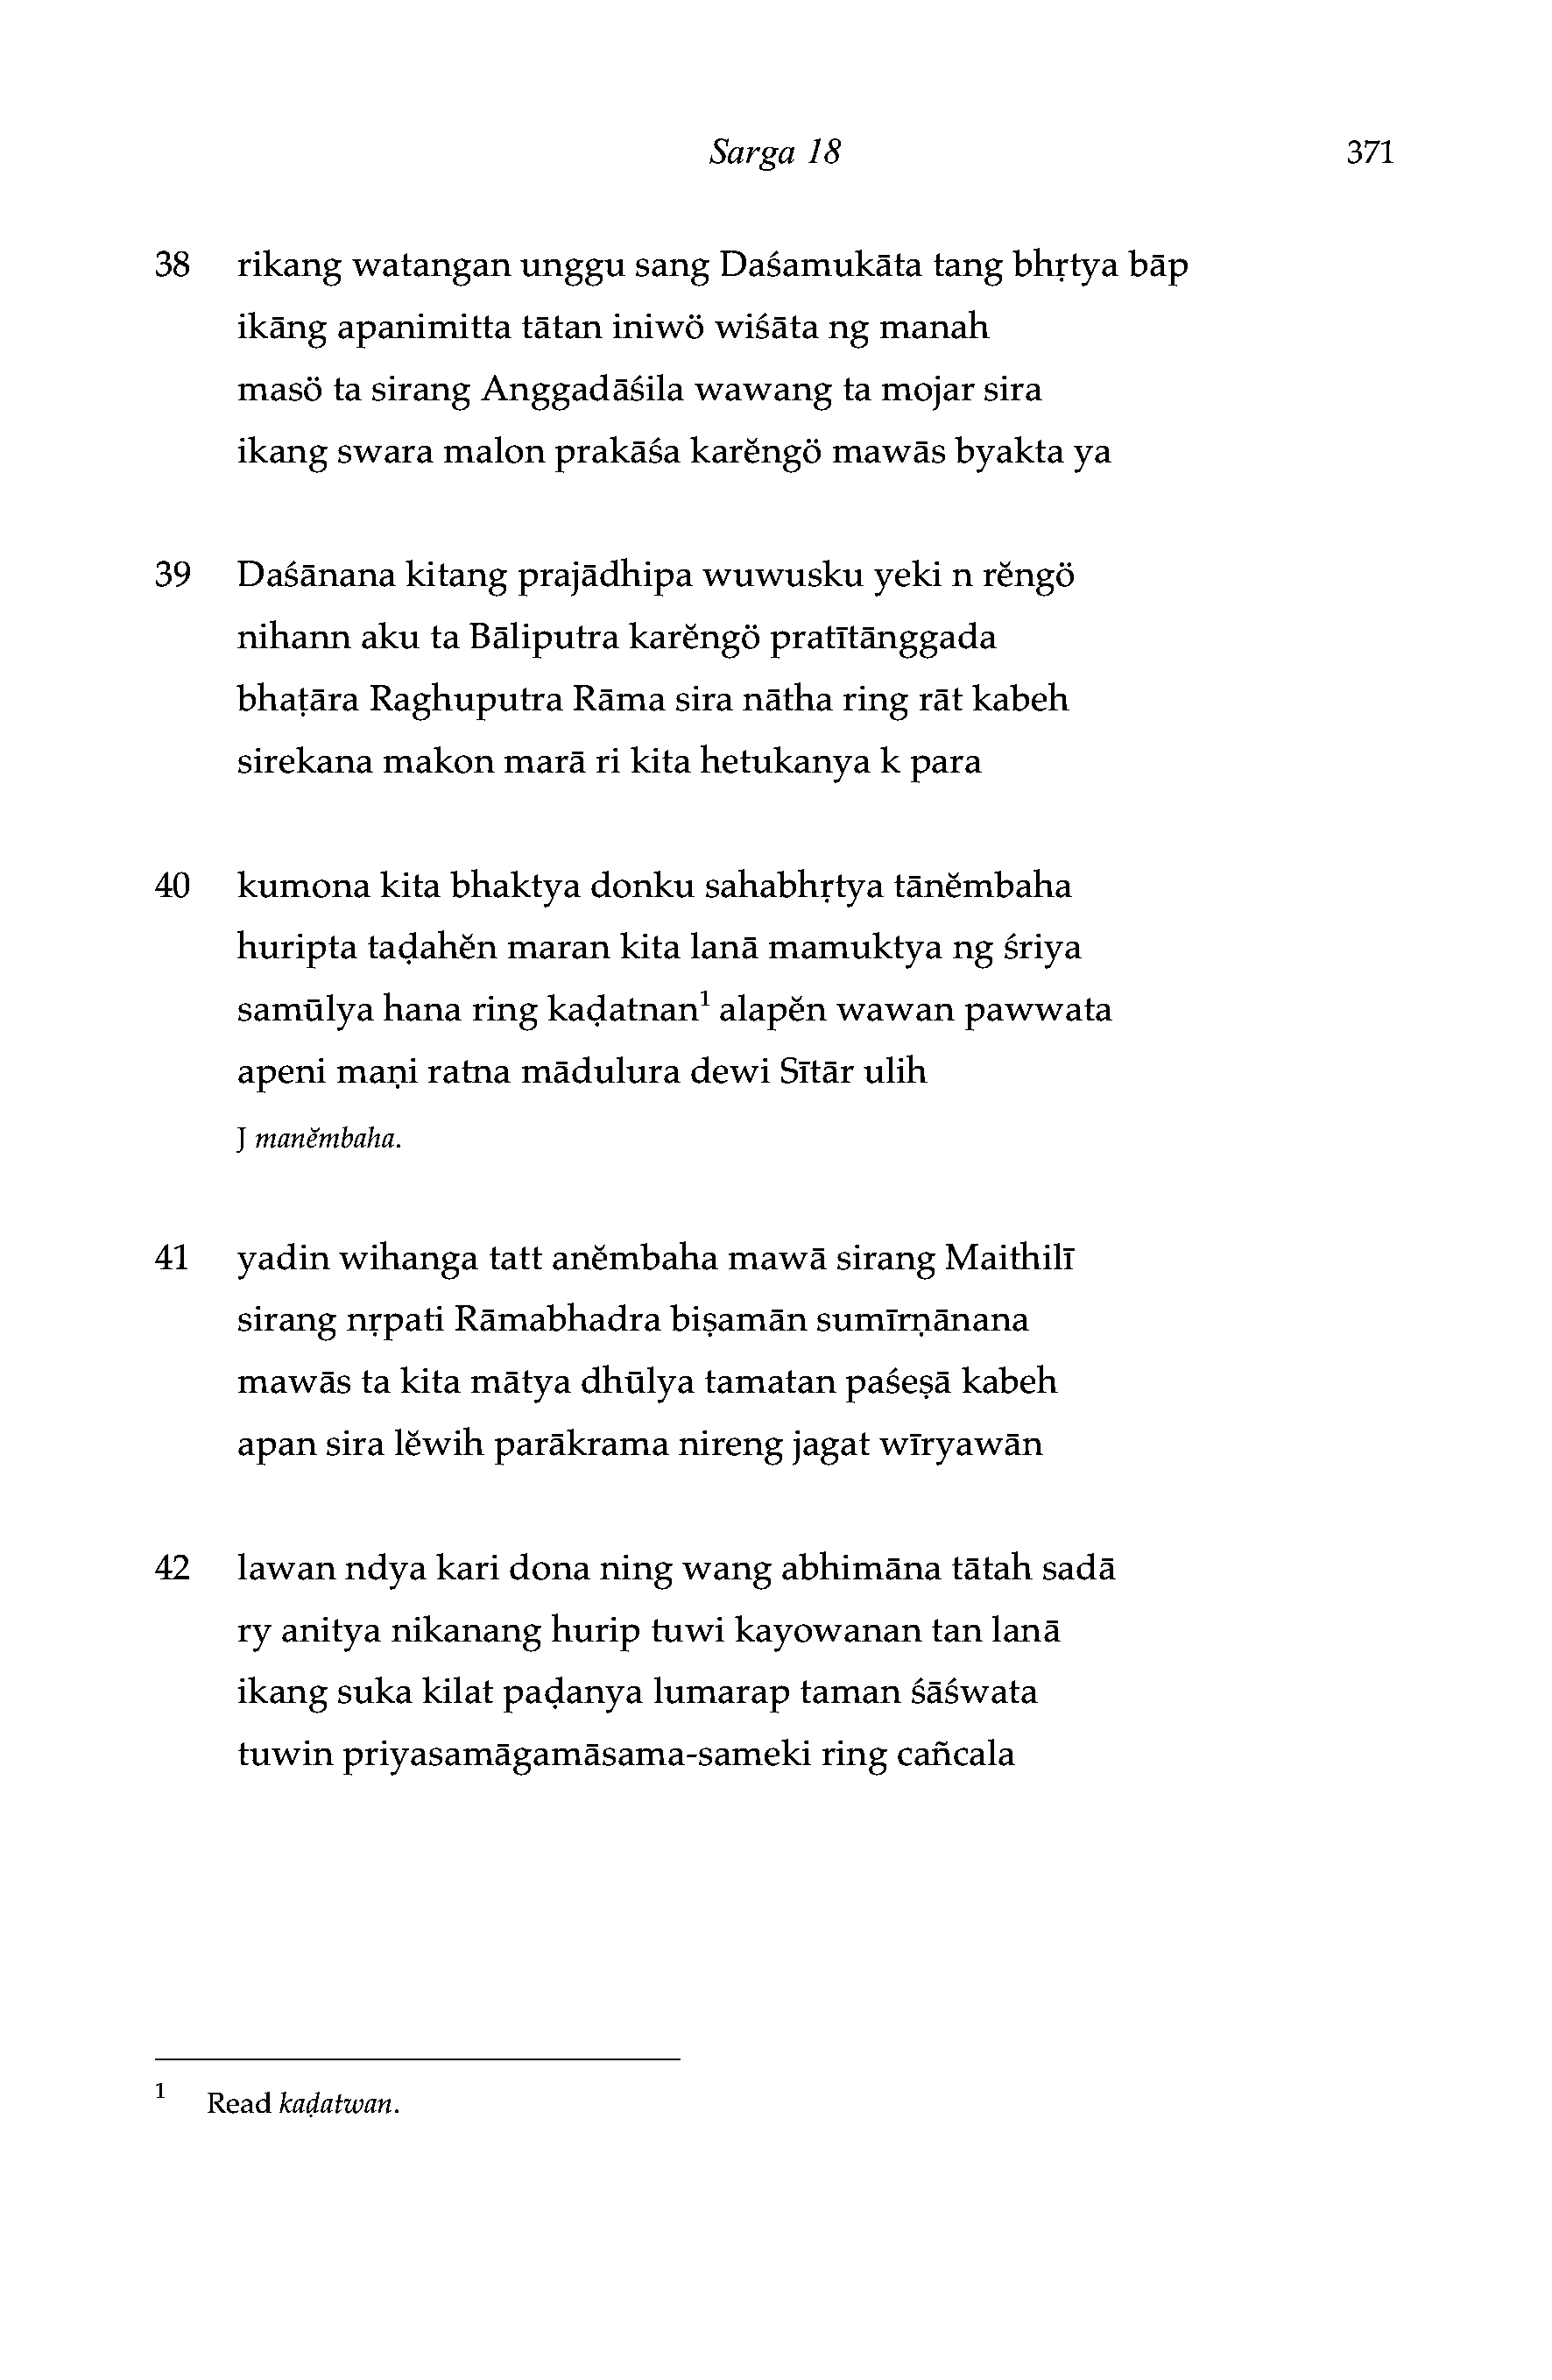 Sarga 18 371
38 rikang watangan unggu sang Daśamukāta tang bhṛtya bāp
ikāng apanimitta tātan iniwö wiśāta ng manah
masö ta sirang Anggadāśila wawang ta mojar sira
ikang swara malon prakāśa karĕngö mawās byakta ya
39 Daśānana kitang prajādhipa wuwusku yeki n rĕngö
nihann aku ta Bāliputra karĕngö pratītānggada
bhaṭāra Raghuputra Rāma sira nātha ring rāt kabeh
sirekana makon marā ri kita hetukanya k para
40 kumona kita bhaktya donku sahabhṛtya tānĕmbaha
huripta taḍahĕn maran kita lanā mamuktya ng śriya
samūlya hana ring kaḍatnan¹ alapĕn wawan pawwata
apeni maṇi ratna mādulura dewi Sītār ulih
J manĕmbaha.
41 yadin wihanga tatt anĕmbaha mawā sirang Maithilī
sirang nṛpati Rāmabhadra biṣamān sumīrṇānana
mawās ta kita mātya dhūlya tamatan paśeṣā kabeh
apan sira lĕwih parākrama nireng jagat wīryawān
42 lawan ndya kari dona ning wang abhimāna tātah sadā
ry anitya nikanang hurip tuwi kayowanan tan lanā
ikang suka kilat paḍanya lumarap taman śāśwata
tuwin priyasamāgamāsama-sameki ring cañcala
¹ Read kaḍatwan.